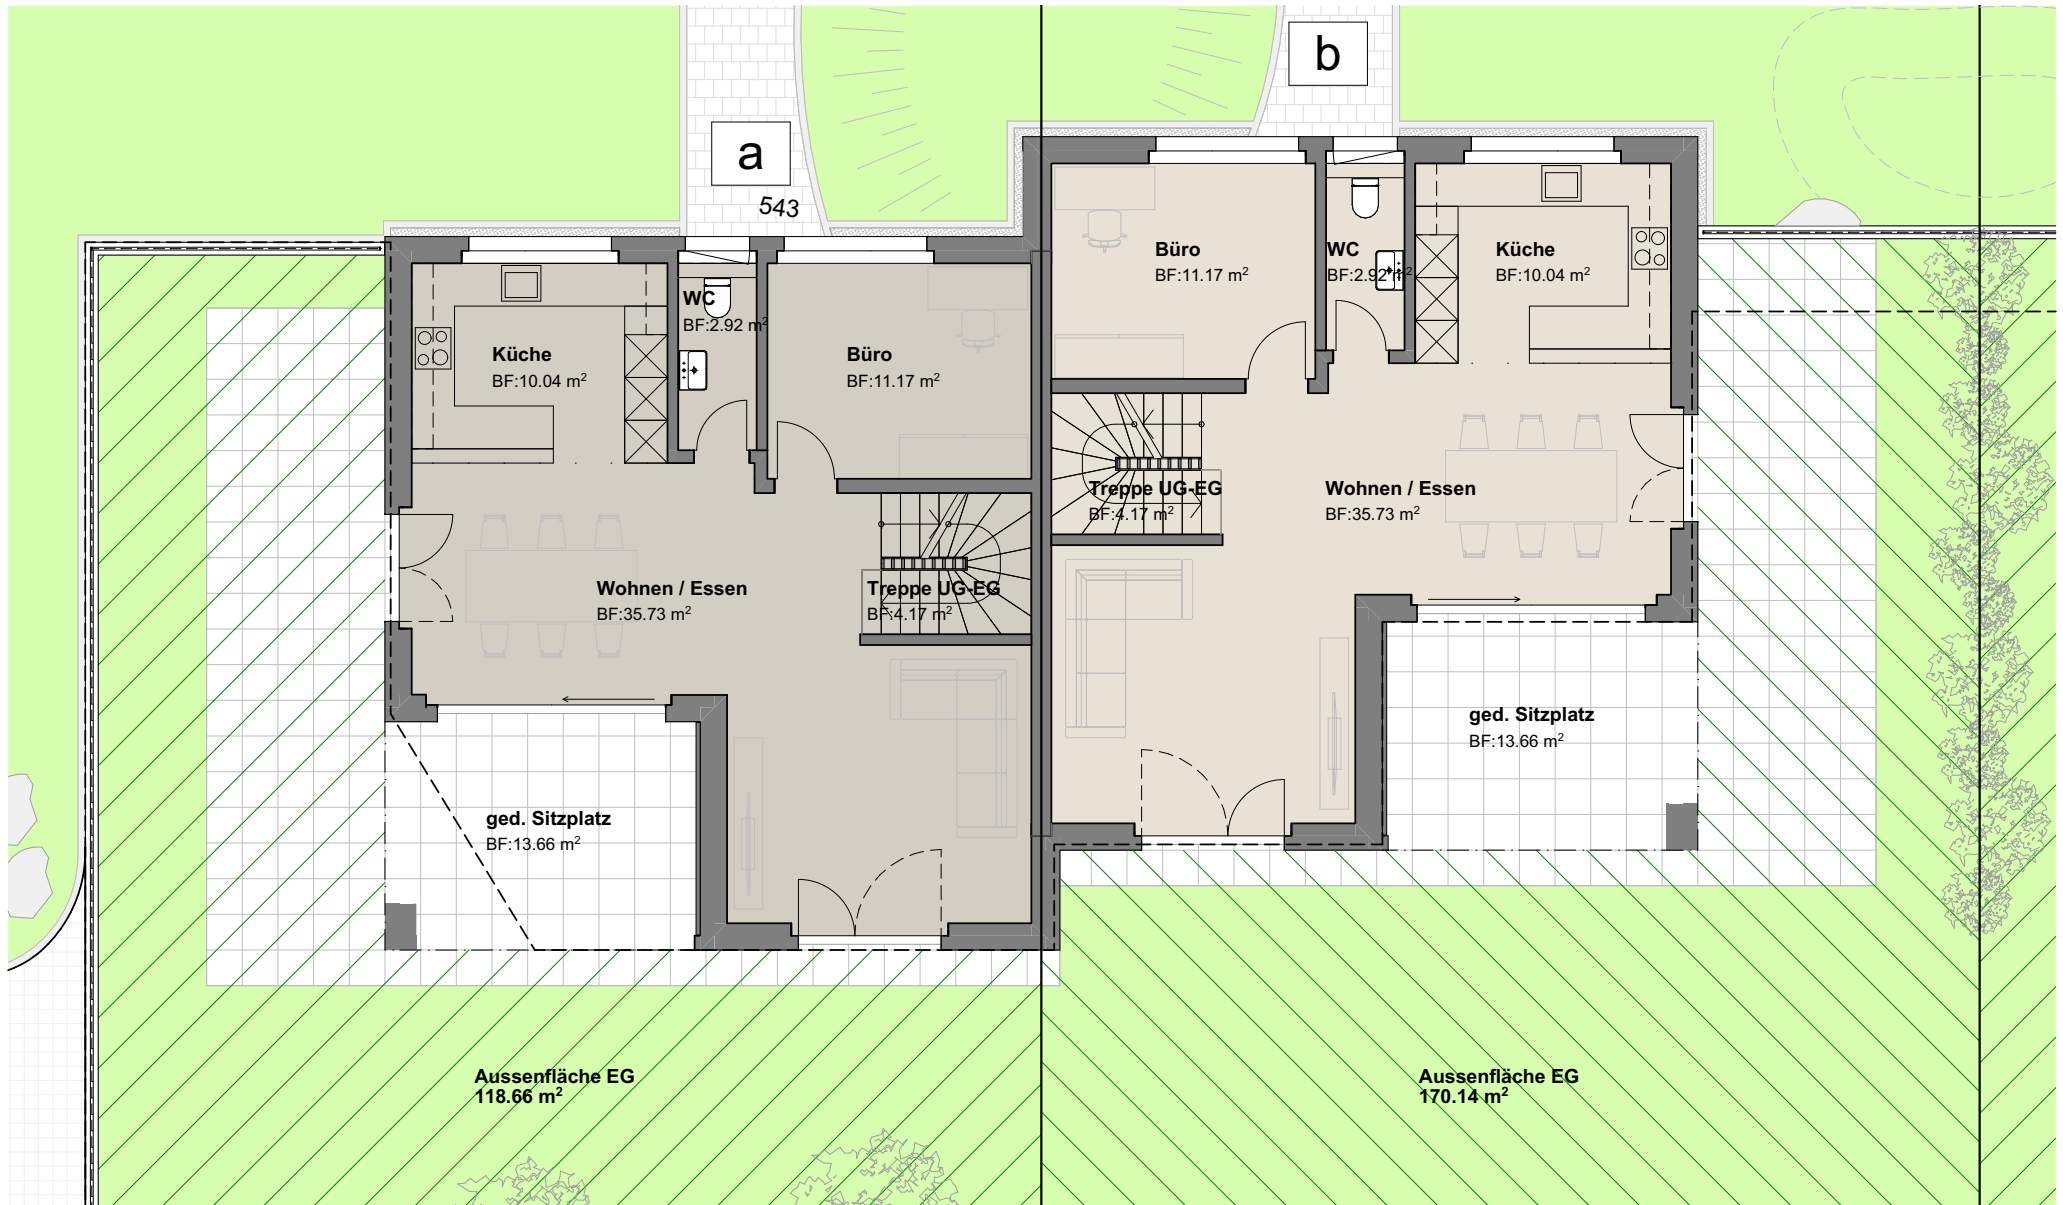 b
a
543
Büro
BF:11.17 m²
WC
BF:2.92 m²
Küche
BF:10.04 m²
WC
BF:2.92 m²
Küche
BF:10.04 m²
Büro
BF:11.17 m²
Treppe UG-EG
BF:4.17 m²
Wohnen / Essen
BF:35.73 m²
Wohnen / Essen
BF:35.73 m²
Treppe UG-EG
BF:4.17 m²
ged. Sitzplatz
BF:13.66 m²
ged. Sitzplatz
BF:13.66 m²
Aussenfläche EG
118.66 m²
Aussenfläche EG
170.14 m²